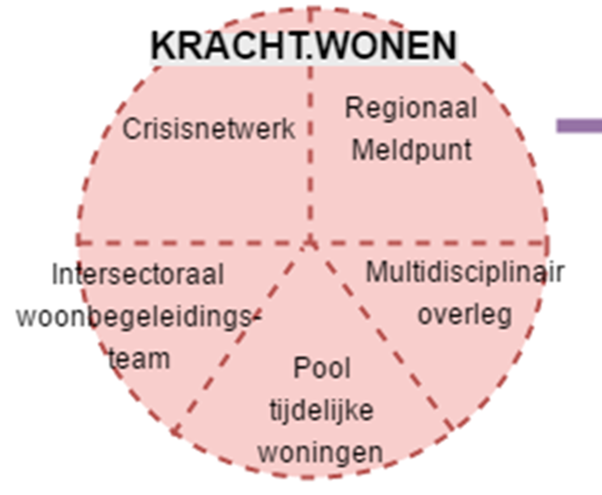 KRACHT.WONEN
Crisisnetwerk
Regionaal
Meldpunt
Intersectoraal
woonbegeleidings-
team
Multidisciplinair
overleg
Pool
tijdelijke
woningen